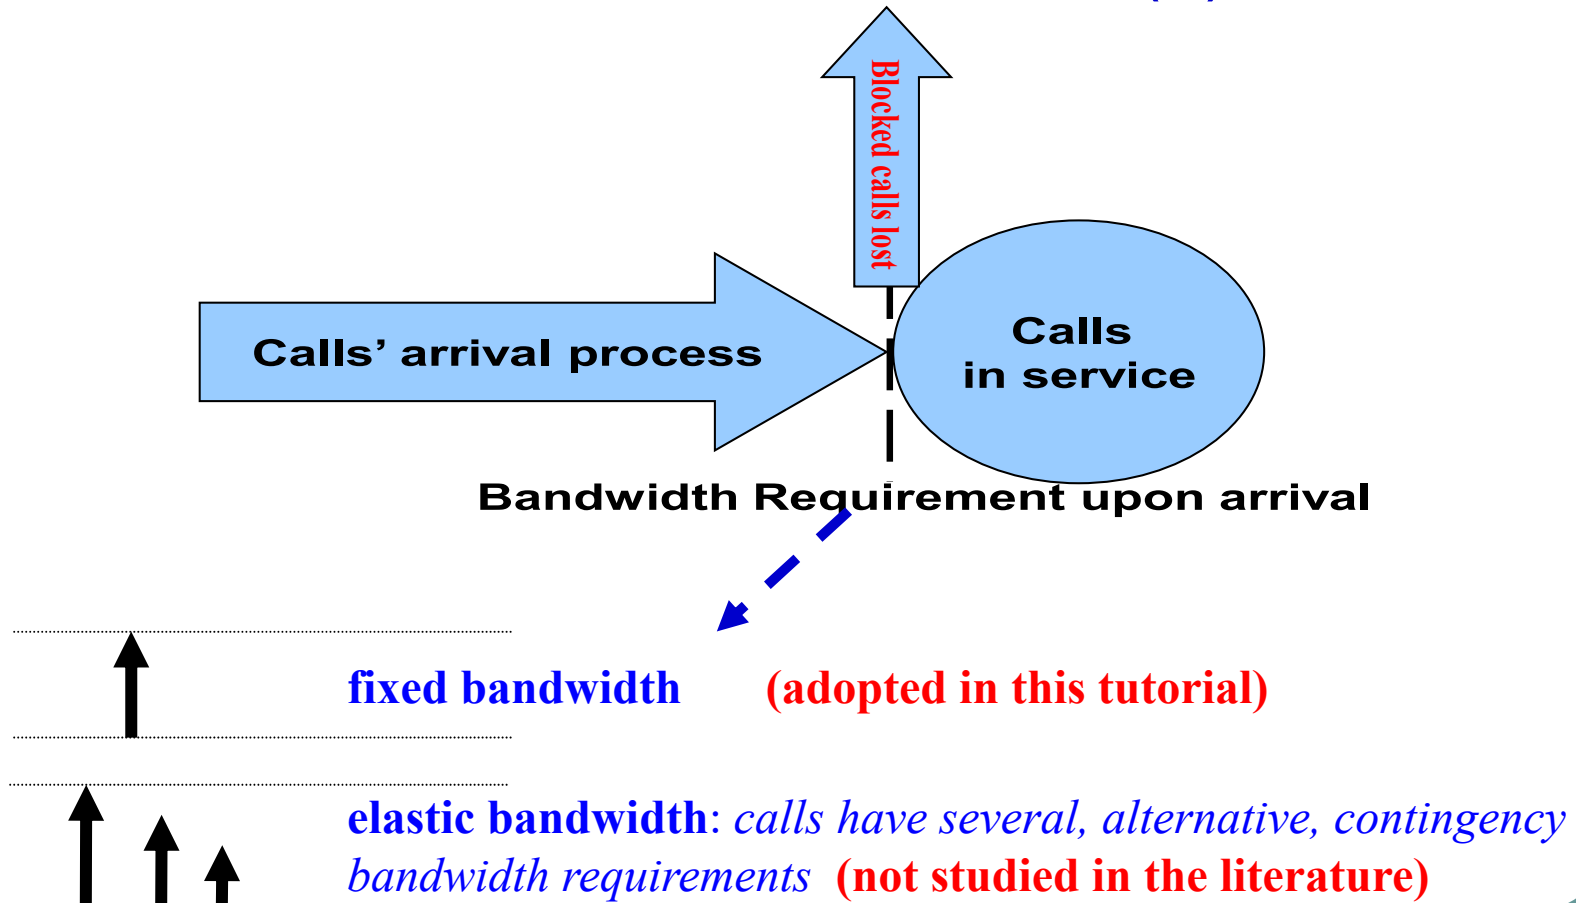 Blocked calls lost
Calls’ arrival process
Calls
in service
Bandwidth Requirement upon arrival
fixed bandwidth (adopted in this tutorial)
elastic bandwidth: calls have several, alternative, contingency
bandwidth requirements (not studied in the literature)